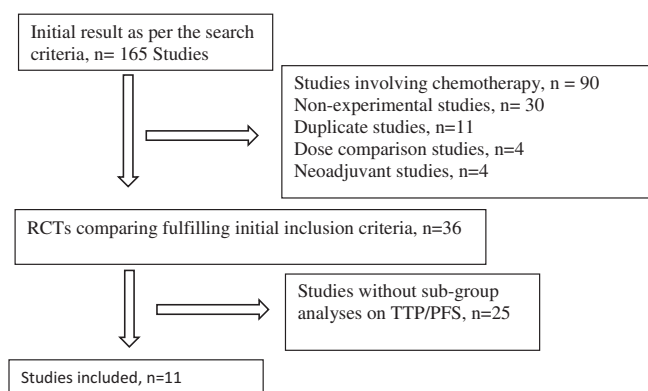 Initial result as per the search
criteria, n= 165 Studies
Studies involving chemotherapy, n = 90
Non-experimental studies, n= 30
Duplicate studies, n=11
Dose comparison studies, n=4
Neoadjuvant studies, n=4
RCTs comparing fulfilling initial inclusion criteria, n=36
Studies without sub-group
analyses on TTP/PFS, n=25
Studies included, n=11